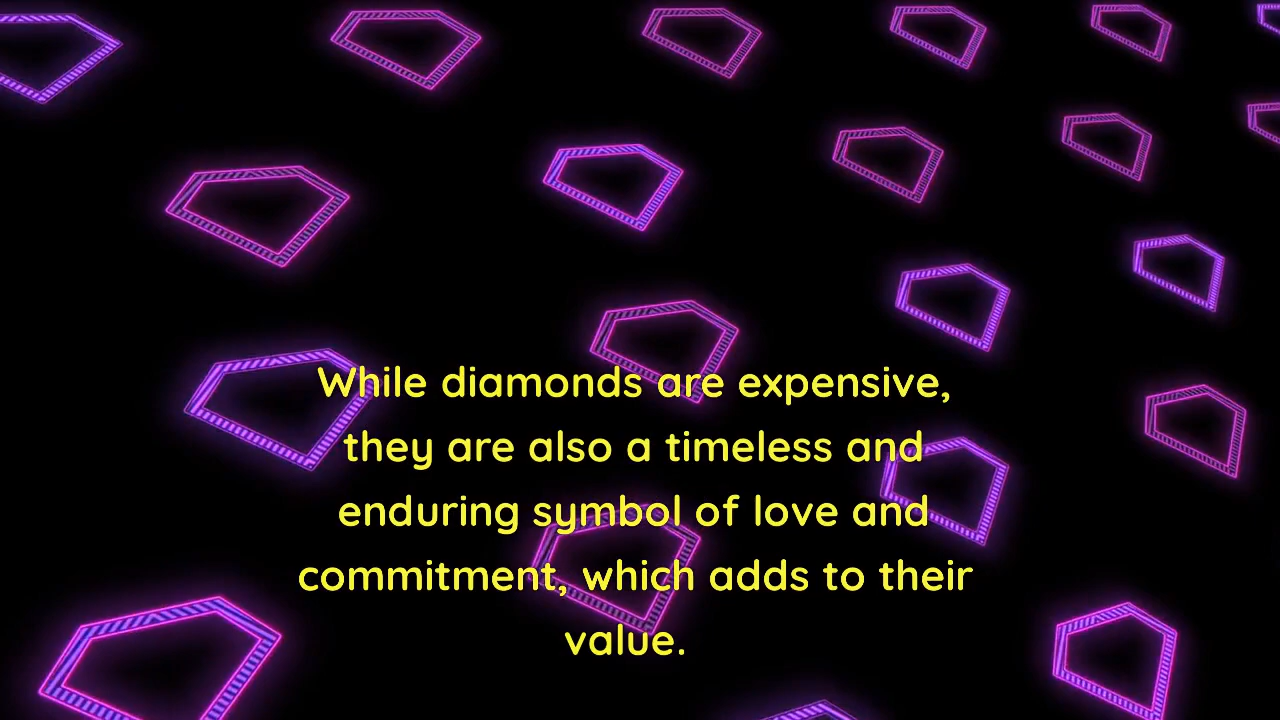 While diamonds are expensive,
they are also a timeless and
enduring symbol of love and
commitment, which adds to their
value.